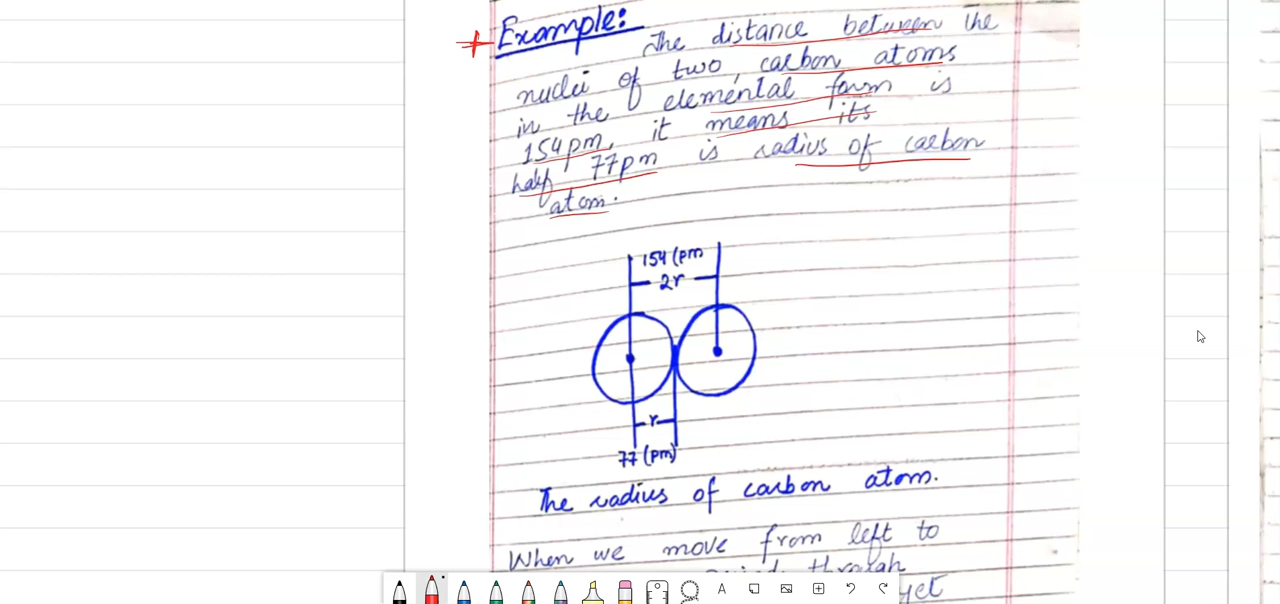 Example:
The distance between the
nuclei of two carbon atoms
in the elemental form is
154pm, it means its
half 77pm is radius of carbon
atom.
154 (pm
2r
r
77 (pm)
The radius of carbon atom.
When we move from left to
through
yet
A